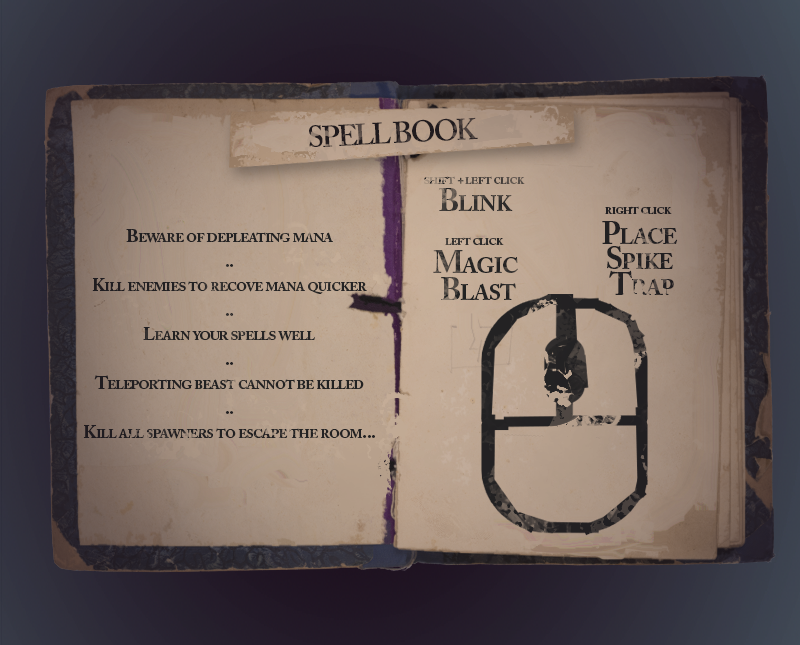 SPELLBOOK
BEWARE OF DEPLEATING MANA
..
KILL ENEMIES TO RECOVE MANA QUICKER
..
LEARN YOUR SPELLS WELL
..
TELEPORTING BEAST CANNOT BE KILLED
..
KILL ALL SPAWNERS TO ESCAPE THE ROOM...
SHIFT + LEFT CLICK
BLINK
LEFT CLICK
MAGIC
BLAST
RIGHT CLICK
PLACE
SPIKE
TRAP